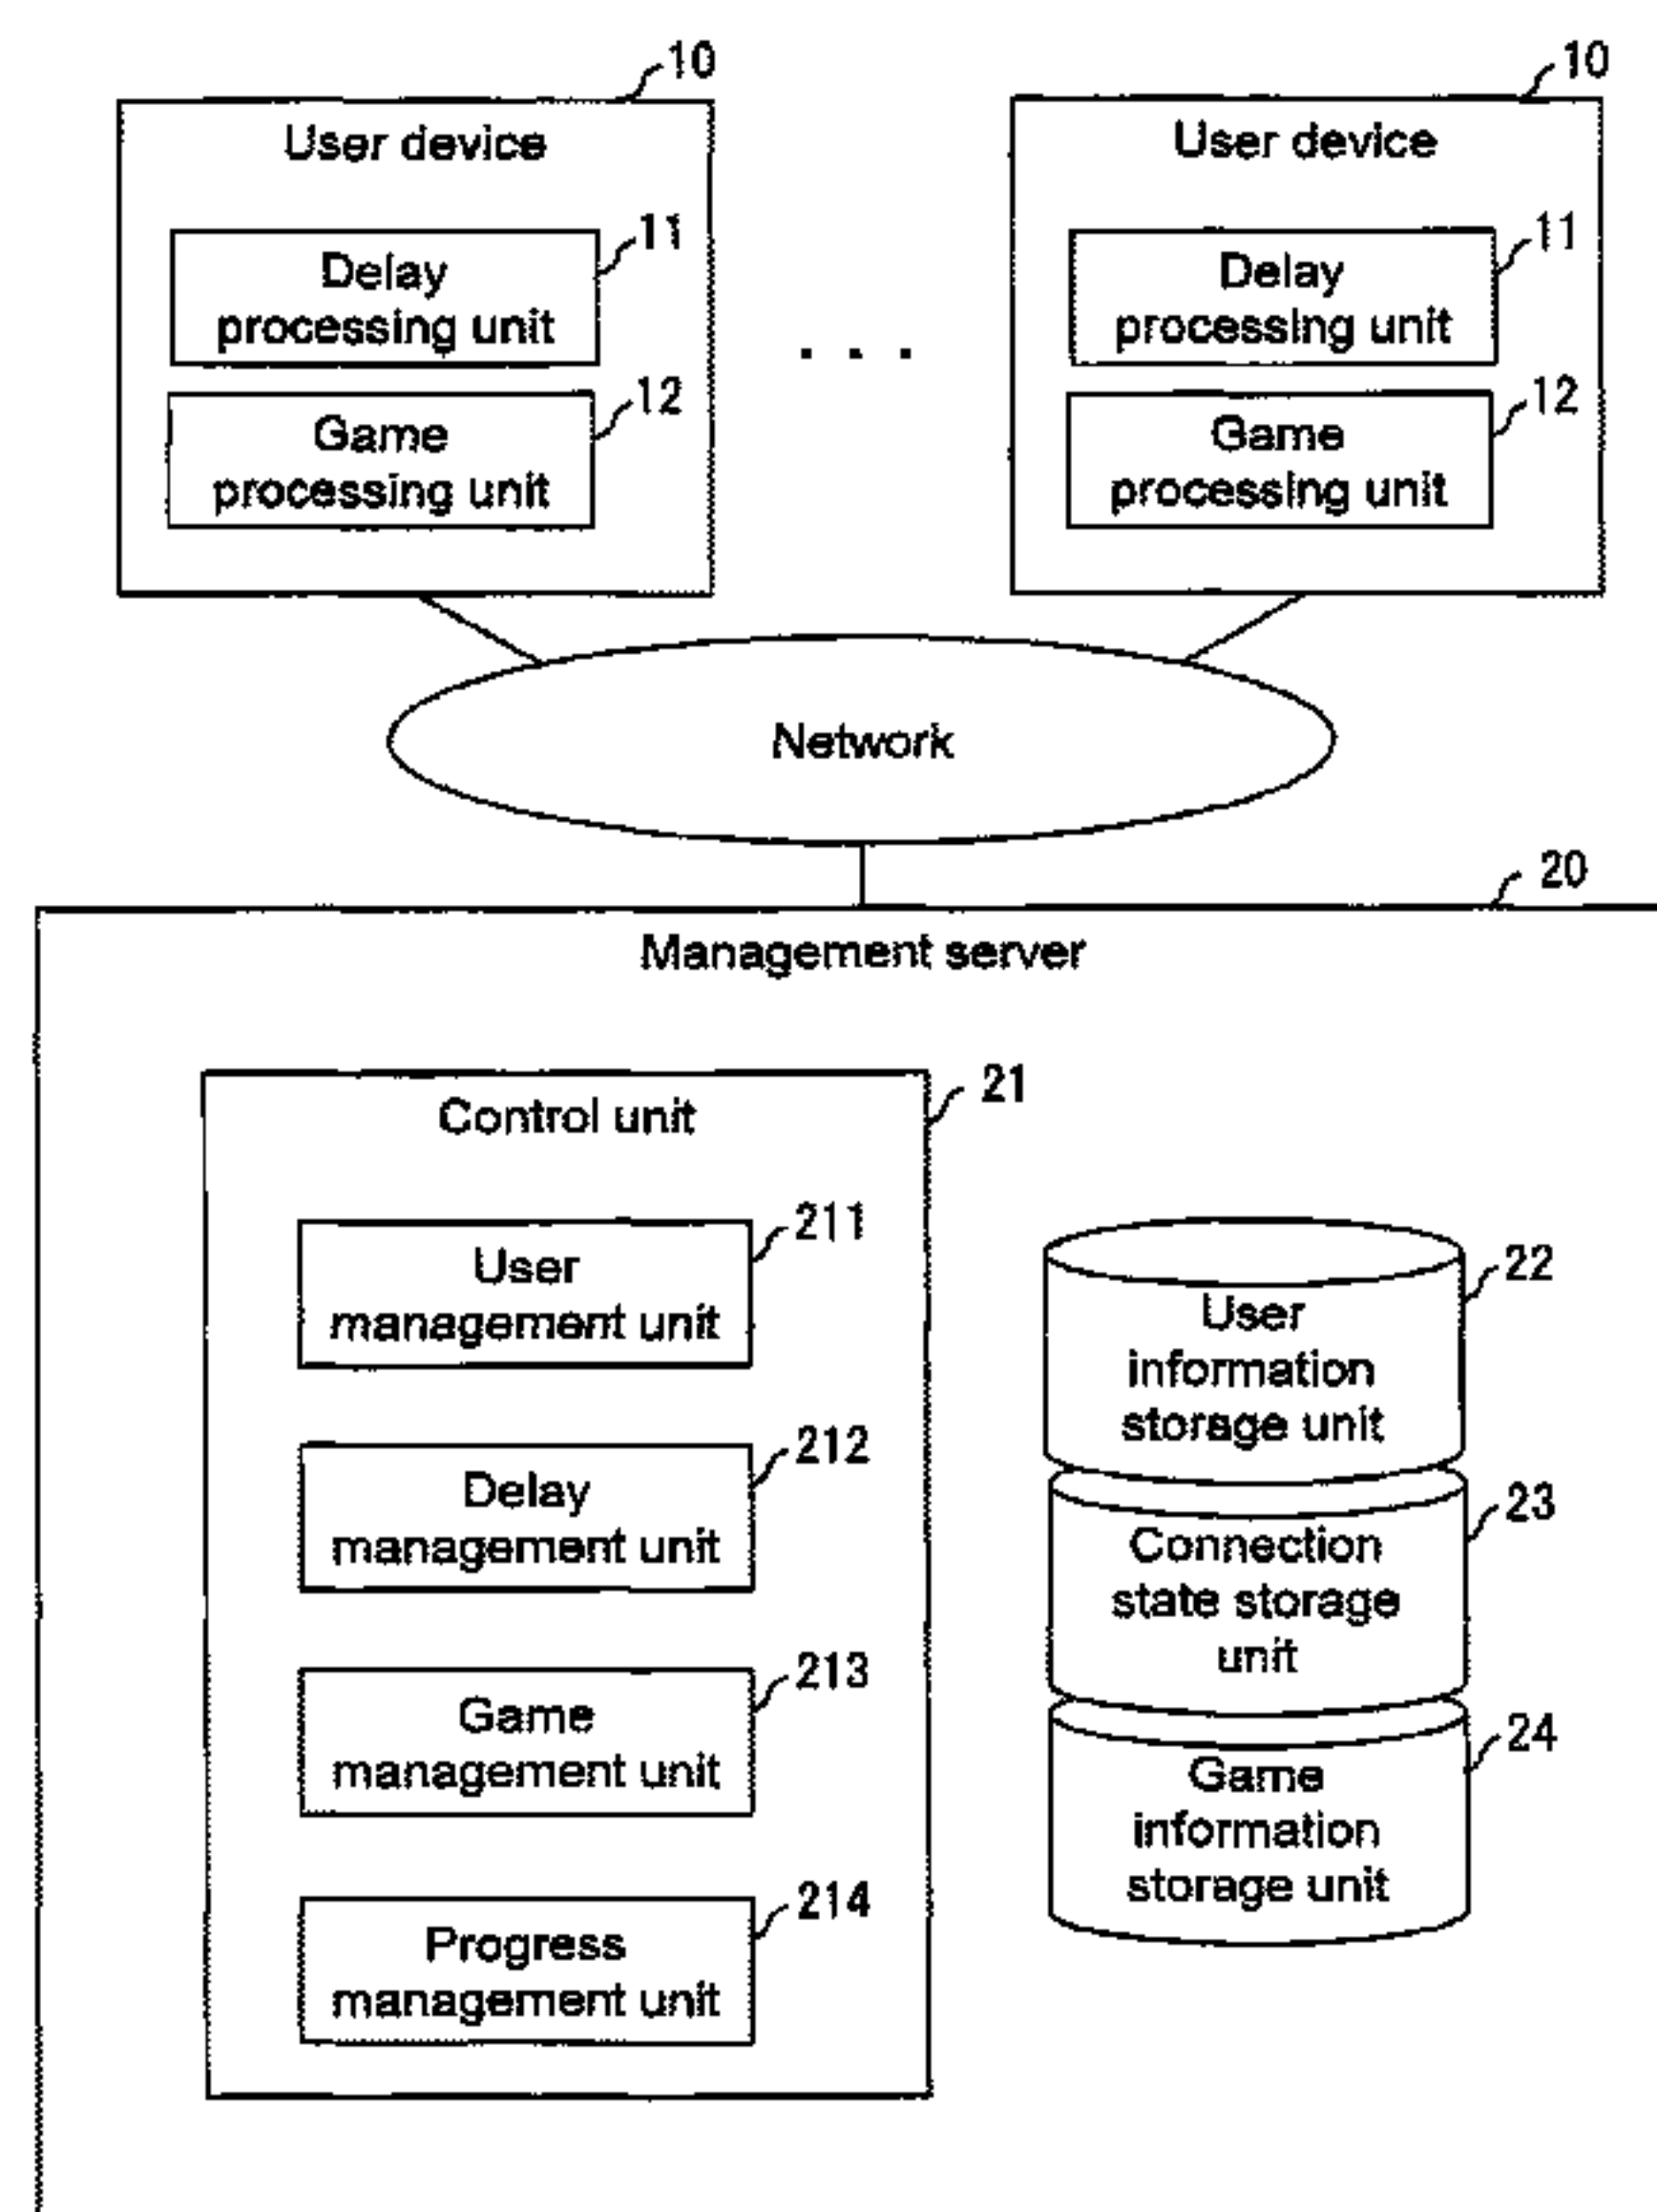 10
User device
11
Delay
processing unit
12
Game
processing unit
. . .
10
User device
11
Delay
processing unit
12
Game
processing unit
Network
20
Management server
21
Control unit
211
User
management unit
212
Delay
management unit
213
Game
management unit
214
Progress
management unit
22
User
information
storage unit
23
Connection
state storage
unit
24
Game
information
storage unit